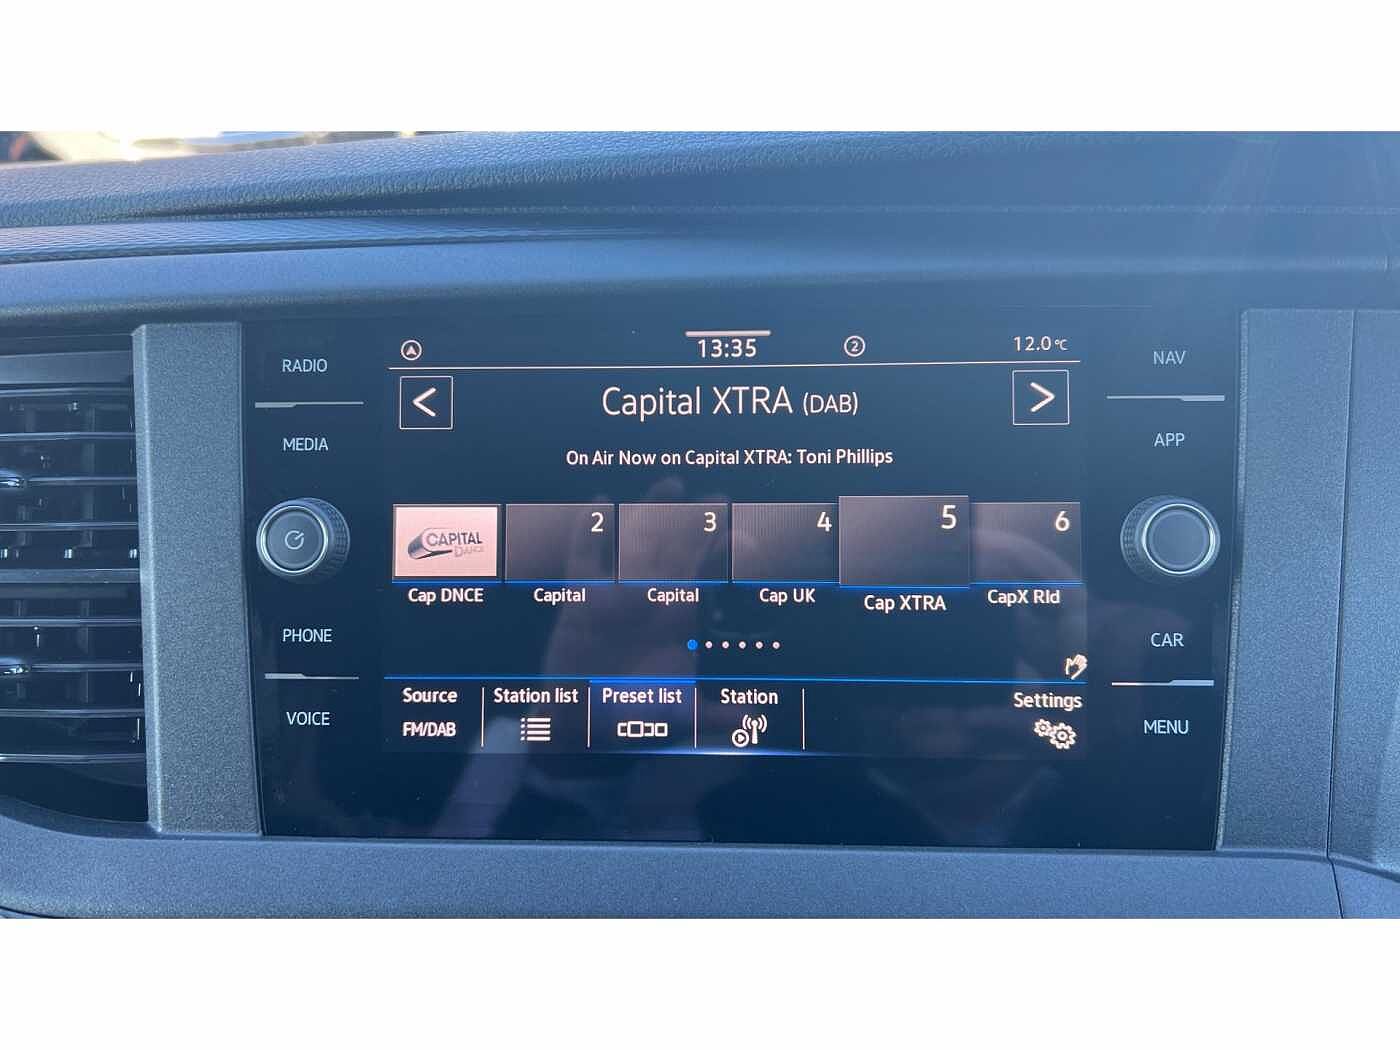 RADIO
MEDIA
PHONE
VOICE
13:35
2
12.0°C
< Capital XTRA (DAB) >
On Air Now on Capital XTRA: Toni Phillips
CAPITAL
DANCE
2
3
4
5
6
Cap DNCE
Capital
Capital
Cap UK
Cap XTRA
CapX Rld
Source
Station list
Preset list
Station
Settings
FM/DAB
NAV
APP
CAR
MENU